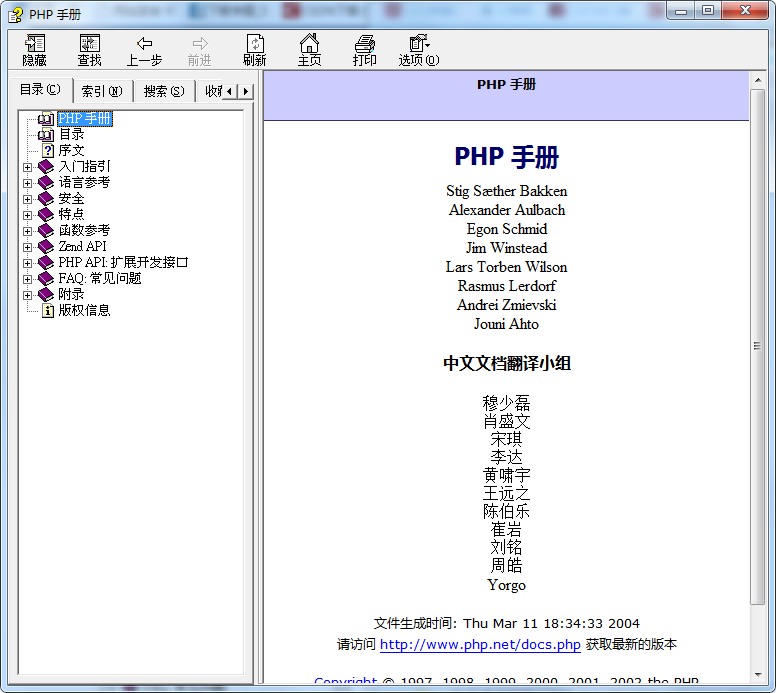 PHP 手册
隐藏
查找
上一步
前进
刷新
主页
打印
选项(O)
目录(C)
索引(N)
搜索(S)
PHP 手册
目录
序文
入门指引
语言参考
安全
特点
函数参考
Zend API
PHP API: 扩展开发接口
FAQ: 常见问题
附录
版权信息
PHP 手册
PHP 手册
Stig Sæther Bakken
Alexander Aulbach
Egon Schmid
Jim Winstead
Lars Torben Wilson
Rasmus Lerdorf
Andrei Zmievski
Jouni Ahto
中文文档翻译小组
穆少磊
肖盛文
宋琪
李达
黄啸宇
王远之
陈伯乐
崔岩
刘铭
周皓
Yorgo
文件生成时间: Thu Mar 11 18:34:33 2004
请访问 http://www.php.net/docs.php 获取最新的版本
Copyright © 1997, 1998, 1999, 2000, 2001, 2002 the PHP